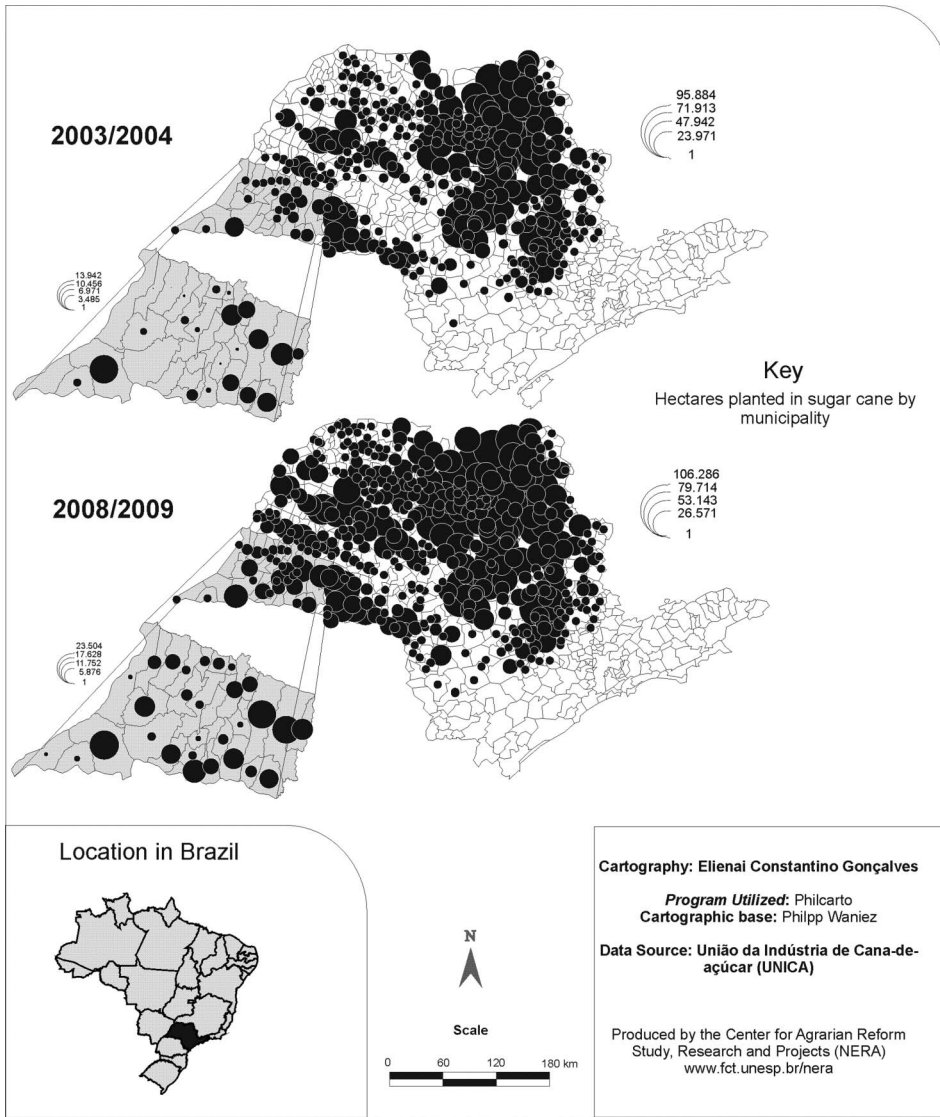 2003/2004
95.884
71.913
47.942
23.971
1
13.942
10.456
6.971
3.485
1
Key
Hectares planted in sugar cane by
municipality
2008/2009
106.286
79.714
53.143
26.571
1
23.504
17.628
11.752
5.876
1
Location in Brazil
N
Scale
0 60 120 180 km
Cartography: Elienai Constantino Gonçalves
Program Utilized: Philcarto
Cartographic base: Philpp Waniez
Data Source: União da Indústria de Cana-de-
açúcar (UNICA)
Produced by the Center for Agrarian Reform
Study, Research and Projects (NERA)
www.fct.unesp.br/nera